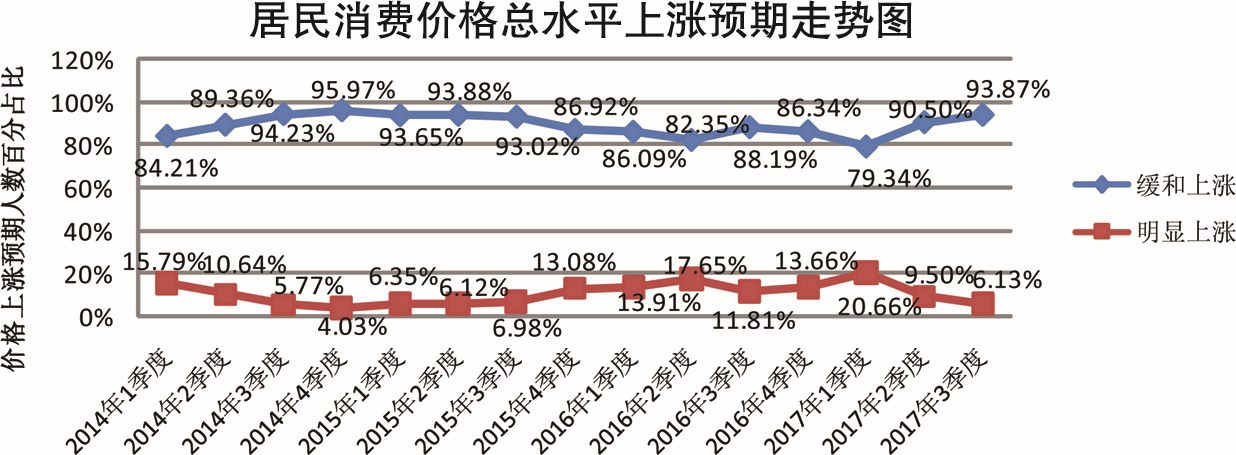 居民消费价格总水平上涨预期走势图
价格上涨预期人数百分占比
120%
100%
80%
60%
40%
20%
0%
84.21%
89.36%
94.23%
95.97%
93.65%
93.88%
93.02%
86.92%
86.09%
82.35%
88.19%
86.34%
79.34%
90.50%
93.87%
15.79%
10.64%
5.77%
4.03%
6.35%
6.12%
6.98%
13.08%
13.91%
17.65%
11.81%
13.66%
20.66%
9.50%
6.13%
2014年1季度
2014年2季度
2014年3季度
2014年4季度
2015年1季度
2015年2季度
2015年3季度
2015年4季度
2016年1季度
2016年2季度
2016年3季度
2016年4季度
2017年1季度
2017年2季度
2017年3季度
缓和上涨
明显上涨